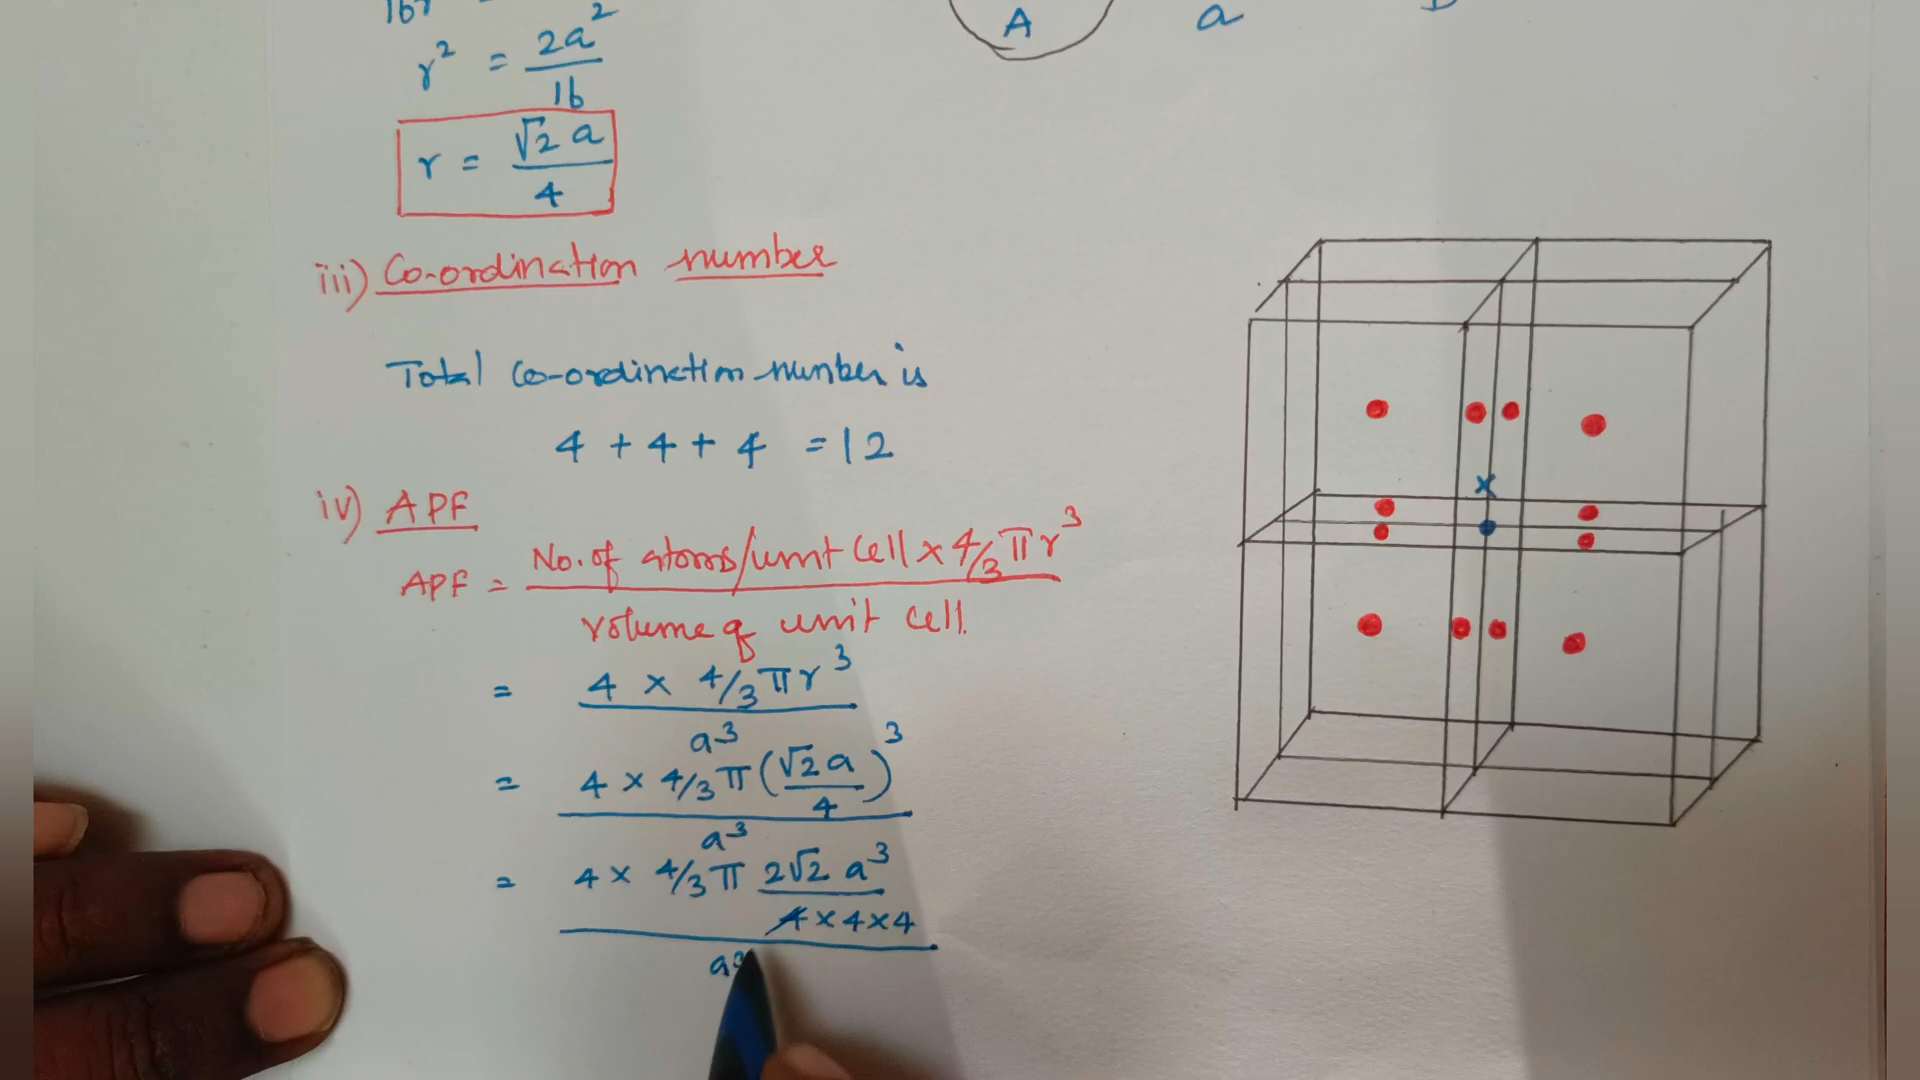 16r
r² = 2a² / 16
r = √2 a / 4
A a
iii) Co-ordination number
Total Co-ordination number is
4 + 4 + 4 = 12
iv) APF
APF = No. of atoms/unit cell × 4/3 π r³ / volume of unit cell.
= 4 × 4/3 π r³ / a³
= 4 × 4/3 π (√2 a / 4)³ / a³
= 4 × 4/3 π 2√2 a³ / 4×4×4 / a³
x